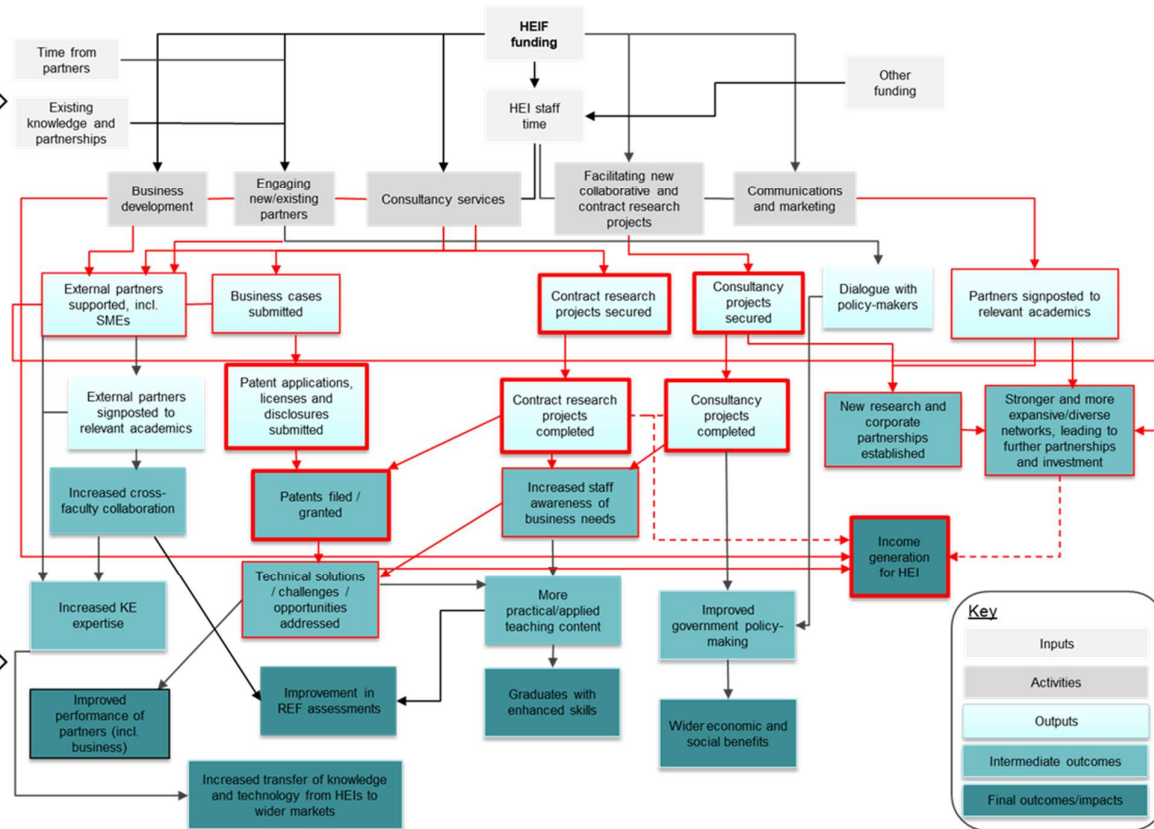 HEIF
funding
Time from
partners
Other
funding
Existing
knowledge and
partnerships
HEI staff
time
Business
development
Engaging
new/existing
partners
Consultancy services
Facilitating new
collaborative and
contract research
projects
Communications
and marketing
External partners
supported, incl.
SMEs
Business cases
submitted
Contract research
projects secured
Consultancy
projects
secured
Dialogue with
policy-makers
Partners signposted to
relevant academics
External partners
signposted to
relevant academics
Patent applications,
licenses and
disclosures
submitted
Contract research
projects
completed
Consultancy
projects
completed
New research and
corporate
partnerships
established
Stronger and more
expansive/diverse
networks, leading to
further partnerships
and investment
Increased cross-
faculty collaboration
Patents filed /
granted
Increased staff
awareness of
business needs
Income
generation
for HEI
Increased KE
expertise
Technical solutions
/ challenges /
opportunities
addressed
More
practical/applied
teaching content
Improved
government policy-
making
Improved
performance of
partners (incl.
business)
Improvement in
REF assessments
Graduates with
enhanced skills
Wider economic and
social benefits
Increased transfer of knowledge
and technology from HEIs to
wider markets
Key
Inputs
Activities
Outputs
Intermediate outcomes
Final outcomes/impacts